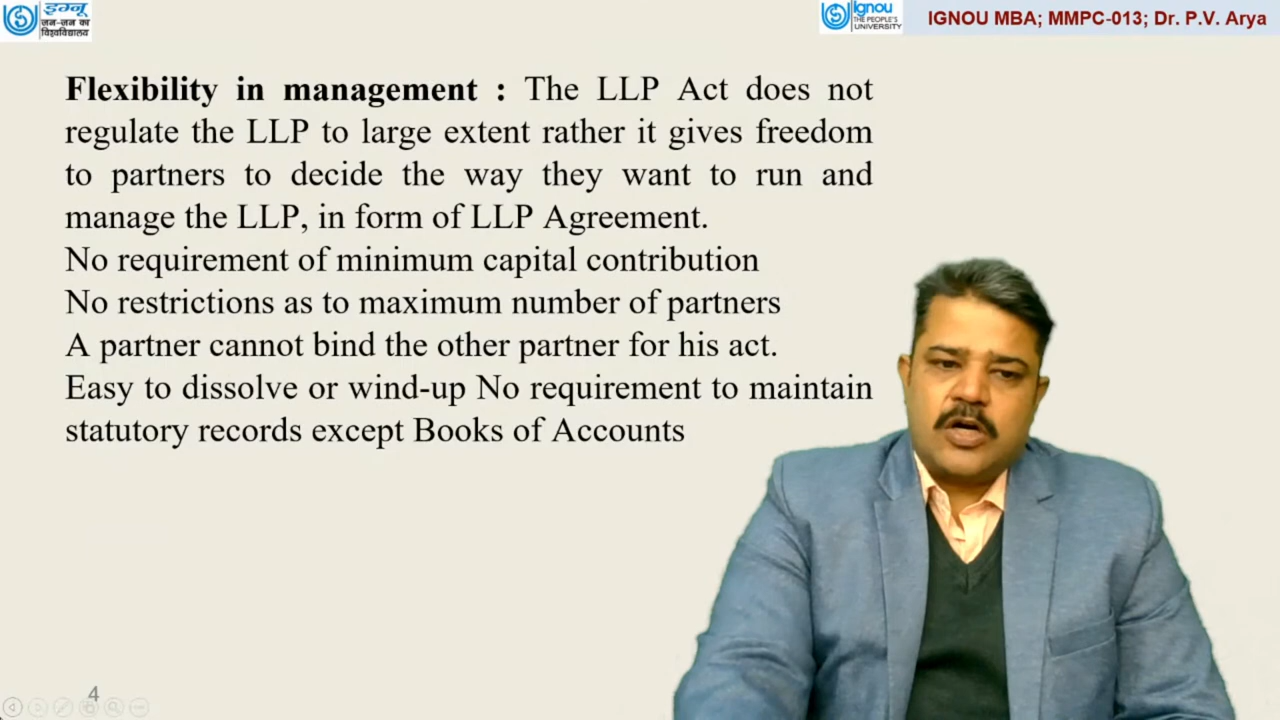 इग्नू
जन-जन का
विश्वविद्यालय
ignou
THE PEOPLE'S
UNIVERSITY
IGNOU MBA; MMPC-013; Dr. P.V. Arya
Flexibility in management : The LLP Act does not
regulate the LLP to large extent rather it gives freedom
to partners to decide the way they want to run and
manage the LLP, in form of LLP Agreement.
No requirement of minimum capital contribution
No restrictions as to maximum number of partners
A partner cannot bind the other partner for his act.
Easy to dissolve or wind-up No requirement to maintain
statutory records except Books of Accounts
4